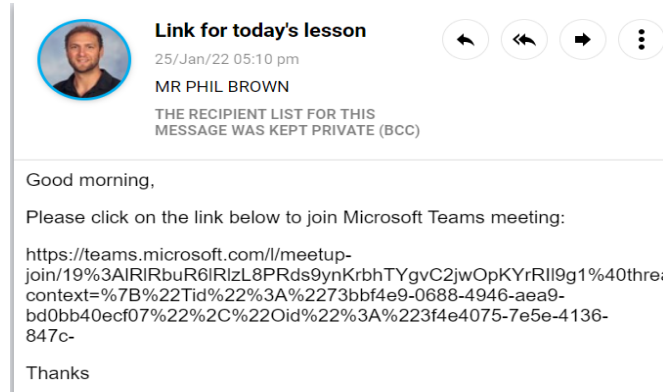 Link for today's lesson
25/Jan/22 05:10 pm
MR PHIL BROWN
THE RECIPIENT LIST FOR THIS
MESSAGE WAS KEPT PRIVATE (BCC)
Good morning,
Please click on the link below to join Microsoft Teams meeting:
https://teams.microsoft.com/l/meetup-
join/19%3AlRlRbuR6lRlzL8PRds9ynKrbhTYgvC2jwOpKYrRIl9g1%40threa
context=%7B%22Tid%22%3A%2273bbf4e9-0688-4946-aea9-
bd0bb40ecf07%22%2C%22Oid%22%3A%223f4e4075-7e5e-4136-
847c-
Thanks